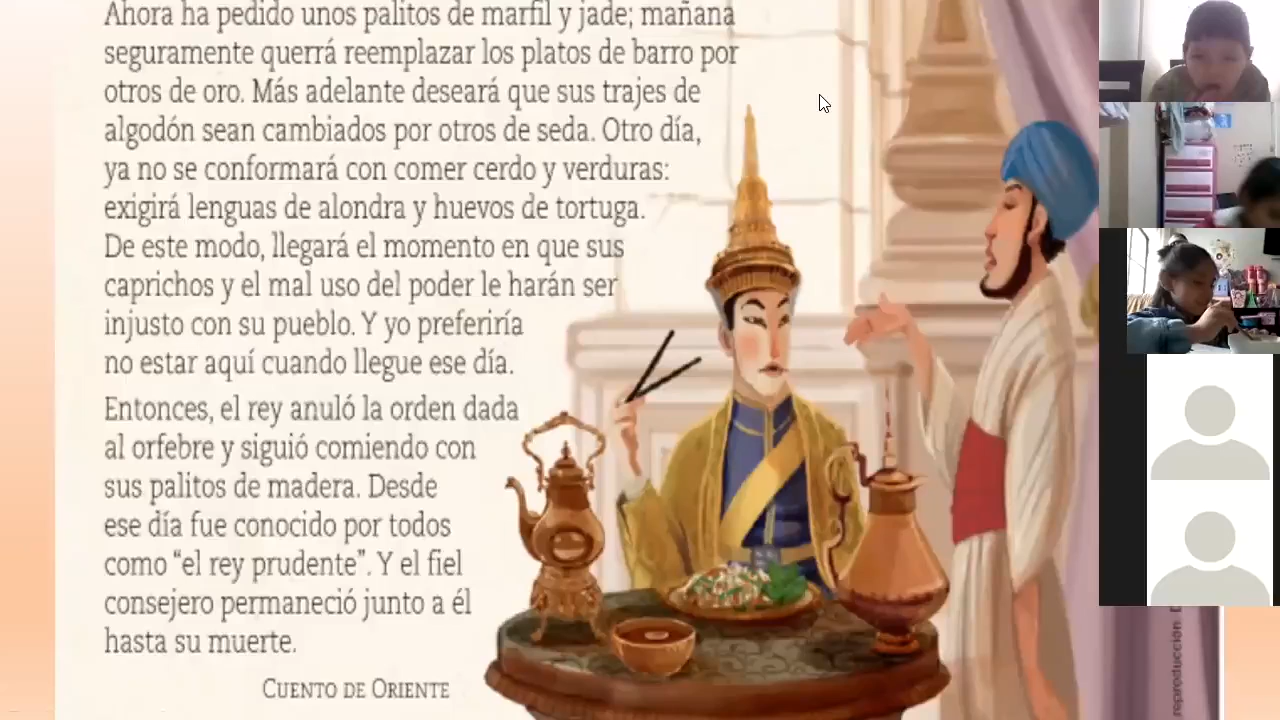 Ahora ha pedido unos palitos de marfil y jade; mañana
seguramente querrá reemplazar los platos de barro por
otros de oro. Más adelante deseará que sus trajes de
algodón sean cambiados por otros de seda. Otro día,
ya no se conformará con comer cerdo y verduras:
exigirá lenguas de alondra y huevos de tortuga.
De este modo, llegará el momento en que sus
caprichos y el mal uso del poder le harán ser
injusto con su pueblo. Y yo preferiría
no estar aquí cuando llegue ese día.
Entonces, el rey anuló la orden dada
al orfebre y siguió comiendo con
sus palitos de madera. Desde
ese día fue conocido por todos
como “el rey prudente”. Y el fiel
consejero permaneció junto a él
hasta su muerte.
CUENTO DE ORIENTE
reproducción.